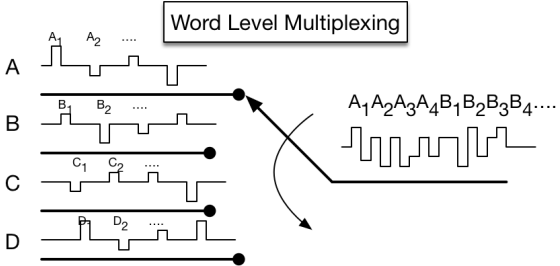 Word Level Multiplexing
A₁ A₂ ....
A
B₁ B₂ ....
B
A₁A₂A₃A₄B₁B₂B₃B₄....
C₁ C₂ ....
C
D₁ D₂ ....
D